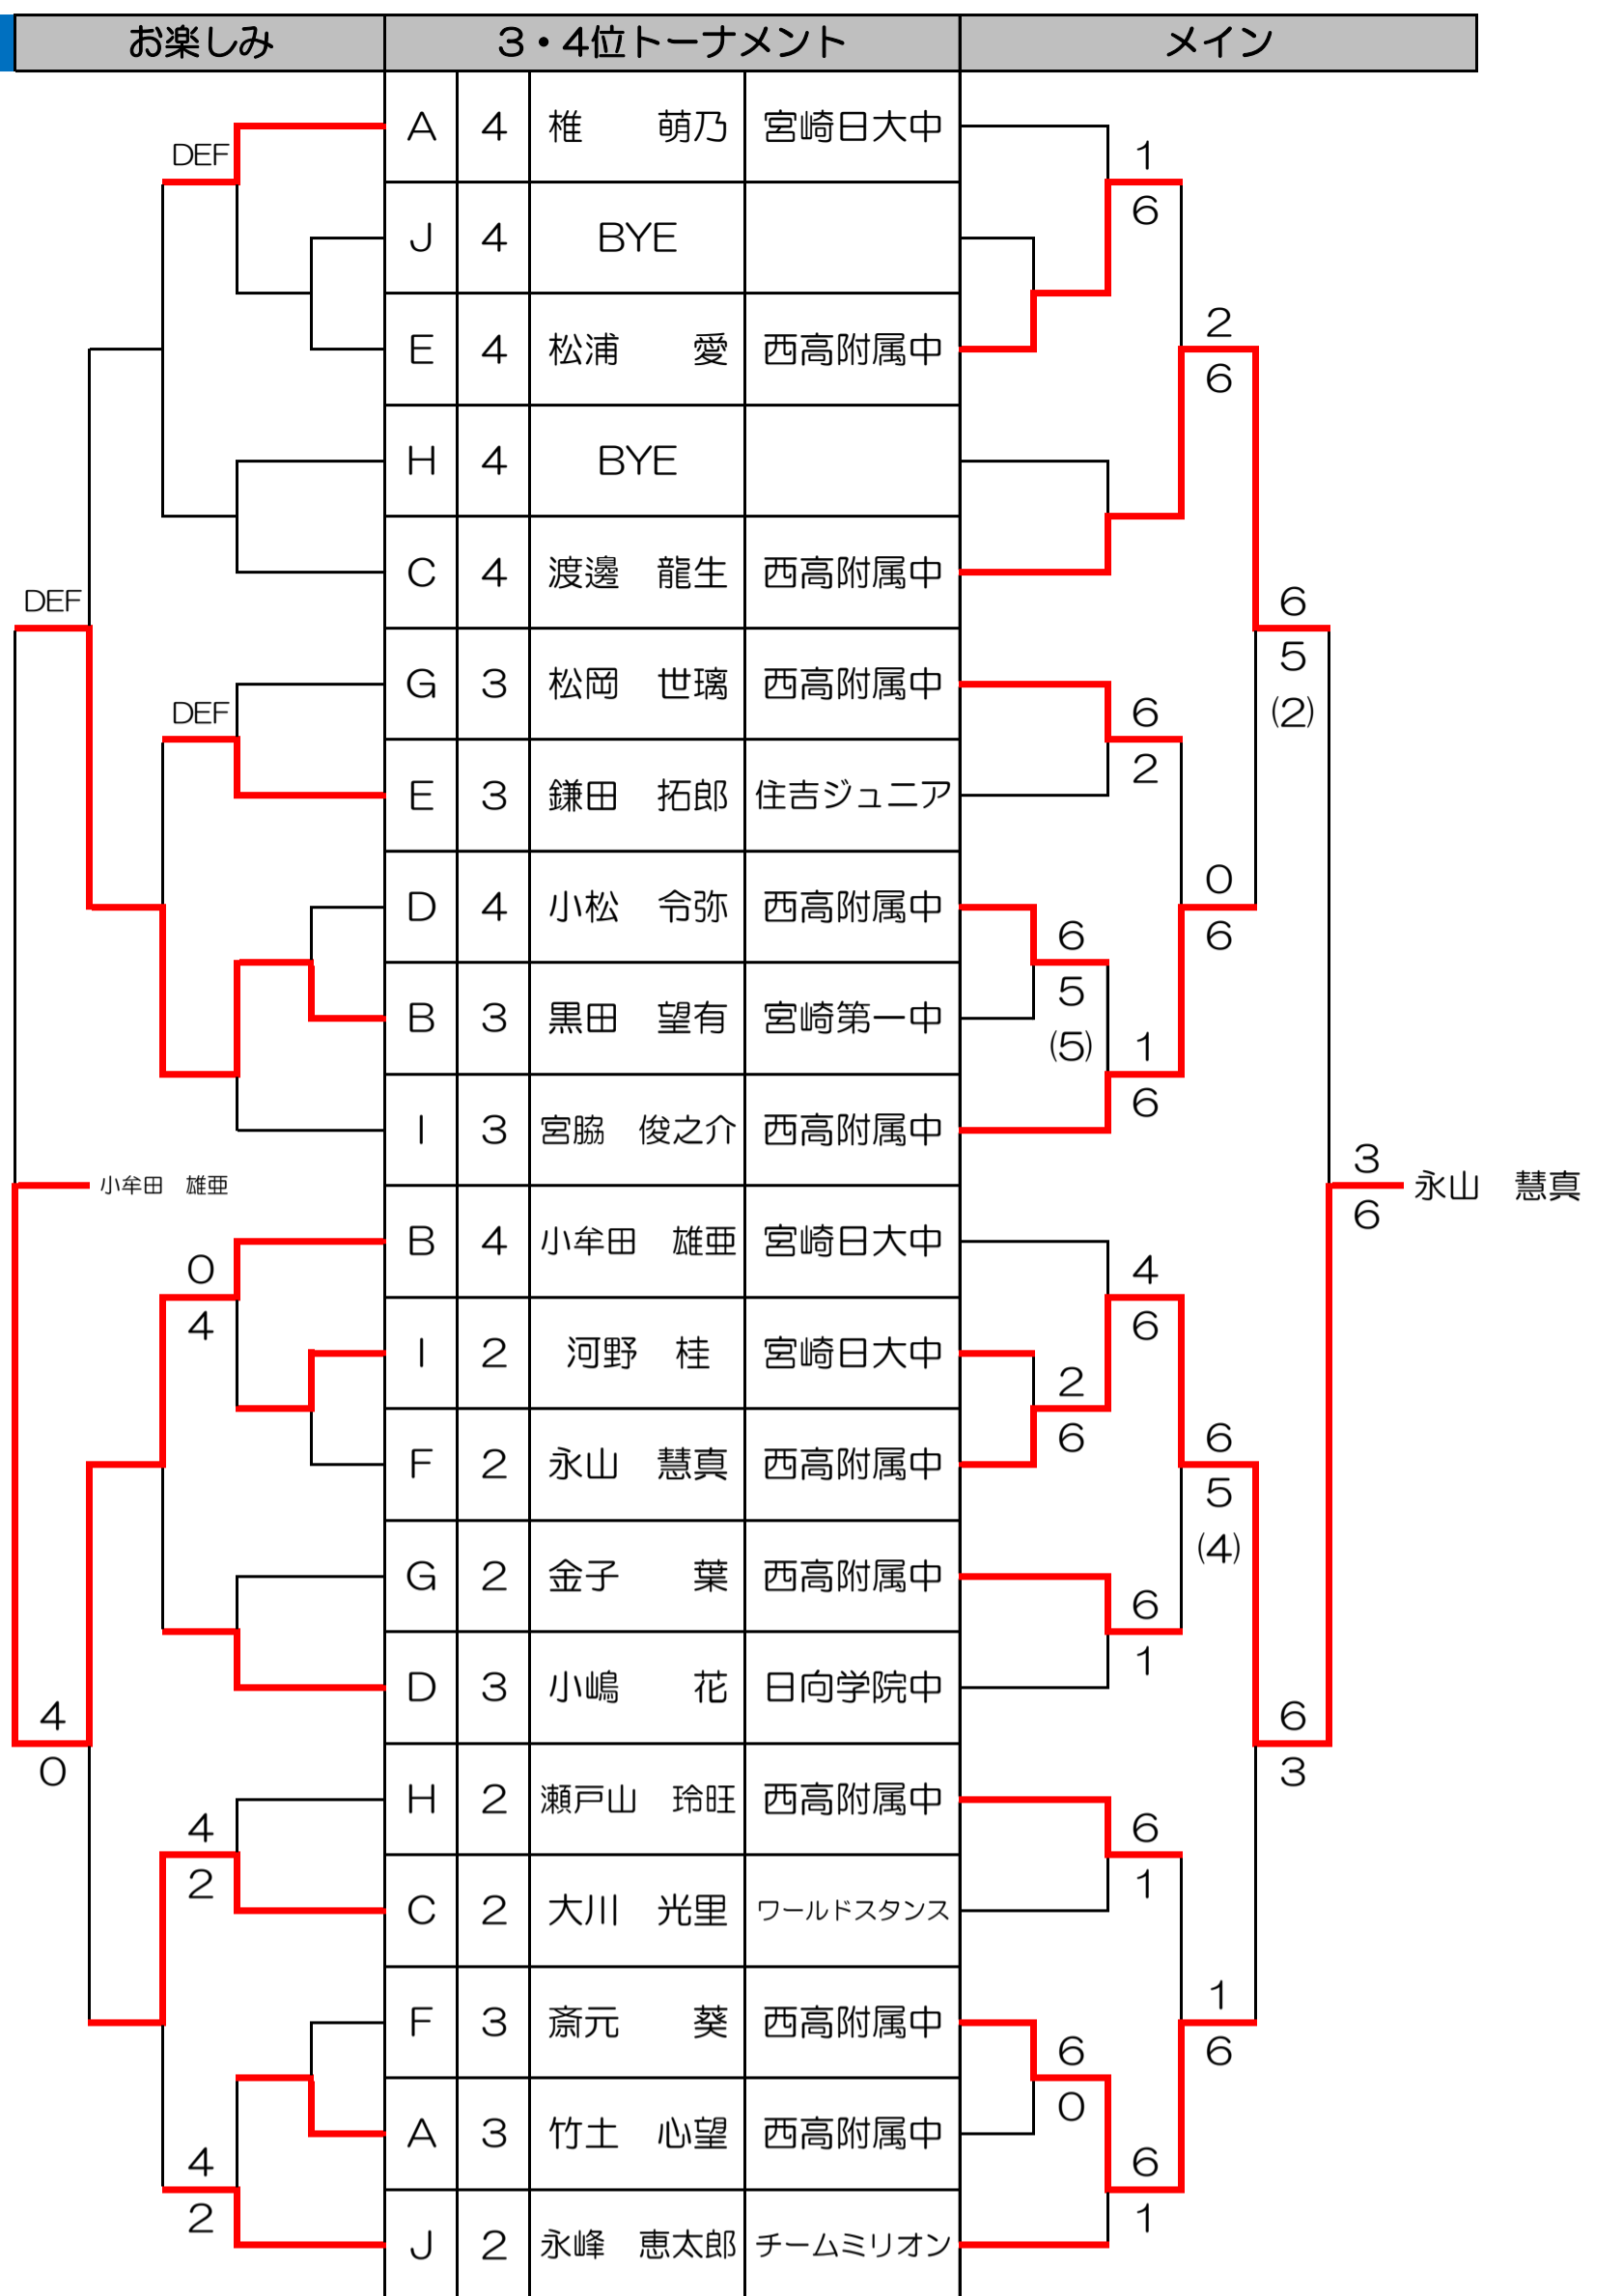 お楽しみ 3・4位トーナメント メイン
A 4 椎 萌乃 宮崎日大中
DEF 1
J 4 BYE 6
E 4 松浦 愛 西高附属中 2
6
H 4 BYE
C 4 渡邊 龍生 西高附属中
DEF 6
G 3 松岡 世璃 西高附属中 5
DEF 6 (2)
E 3 鎌田 拓郎 住吉ジュニア 2
D 4 小松 令弥 西高附属中 0
6 6
B 3 黒田 望有 宮崎第一中 5
(5) 1
I 3 宮脇 俊之介 西高附属中 6
3
小牟田 雄亜 永山 慧真
6
B 4 小牟田 雄亜 宮崎日大中
0 4
4 6
I 2 河野 桂 宮崎日大中
2
F 2 永山 慧真 西高附属中 6 6
5
G 2 金子 葉 西高附属中 (4)
6
1
D 3 小嶋 花 日向学院中
4 6
0 3
H 2 瀬戸山 玲旺 西高附属中
4 6
2 1
C 2 大川 光里 ワールドスタンス
F 3 斎元 葵 西高附属中 1
6 6
0
A 3 竹土 心望 西高附属中
4 6
2 1
J 2 永峰 恵太郎 チームミリオン